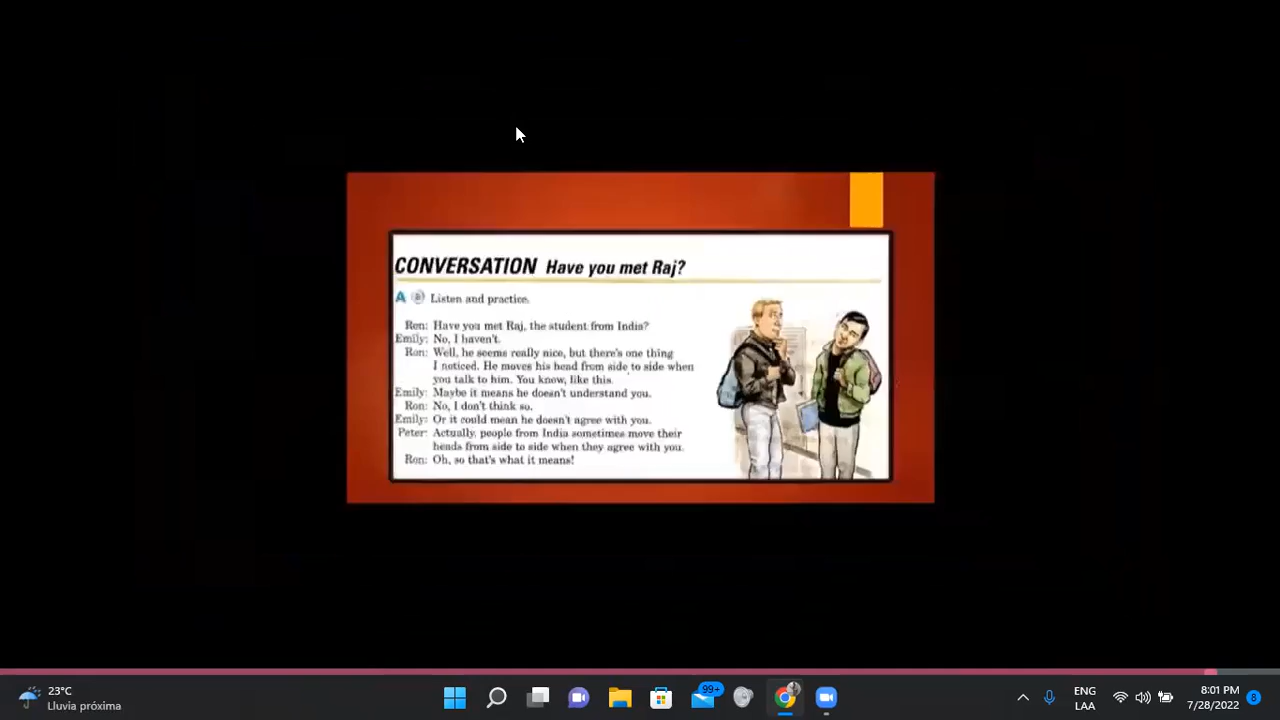 CONVERSATION Have you met Raj?
A Listen and practice.
Ron: Have you met Raj, the student from India?
Emily: No, I haven't.
Ron: Well, he seems really nice, but there's one thing
I noticed. He moves his head from side to side when
you talk to him. You know, like this.
Emily: Maybe it means he doesn't understand you.
Ron: No, I don't think so.
Emily: Or it could mean he doesn't agree with you.
Peter: Actually, people from India sometimes move their
heads from side to side when they agree with you.
Ron: Oh, so that's what it means!
23°C
Lluvia próxima
99+
ENG
LAA
8:01 PM
7/28/2022
8